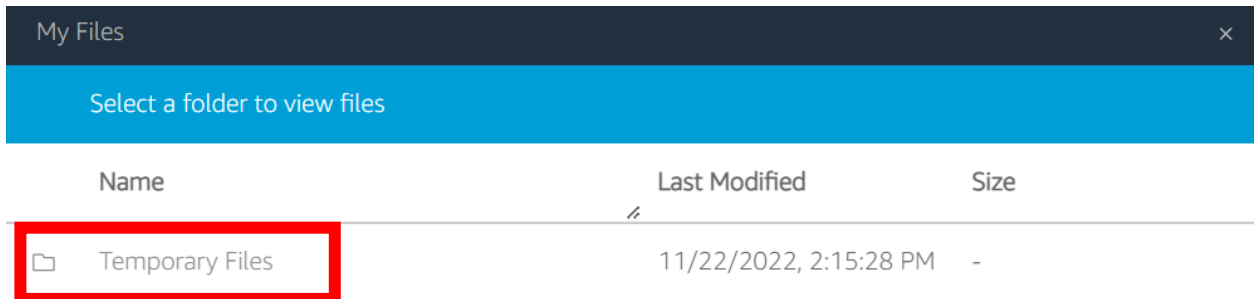 My Files ×
Select a folder to view files
Name Last Modified Size
Temporary Files 11/22/2022, 2:15:28 PM -